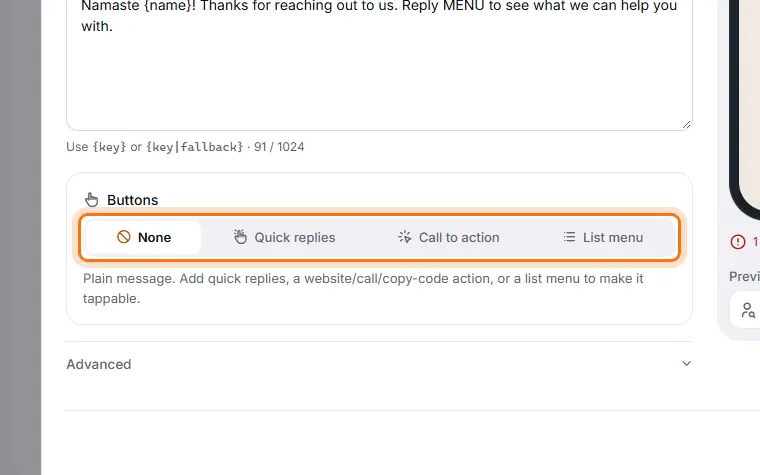 Namaste {name}! Thanks for reaching out to us. Reply MENU to see what we can help you
with.
Use {key} or {key|fallback} · 91 / 1024
Buttons
None
Quick replies
Call to action
List menu
Plain message. Add quick replies, a website/call/copy-code action, or a list menu to make it
tappable.
Advanced
1